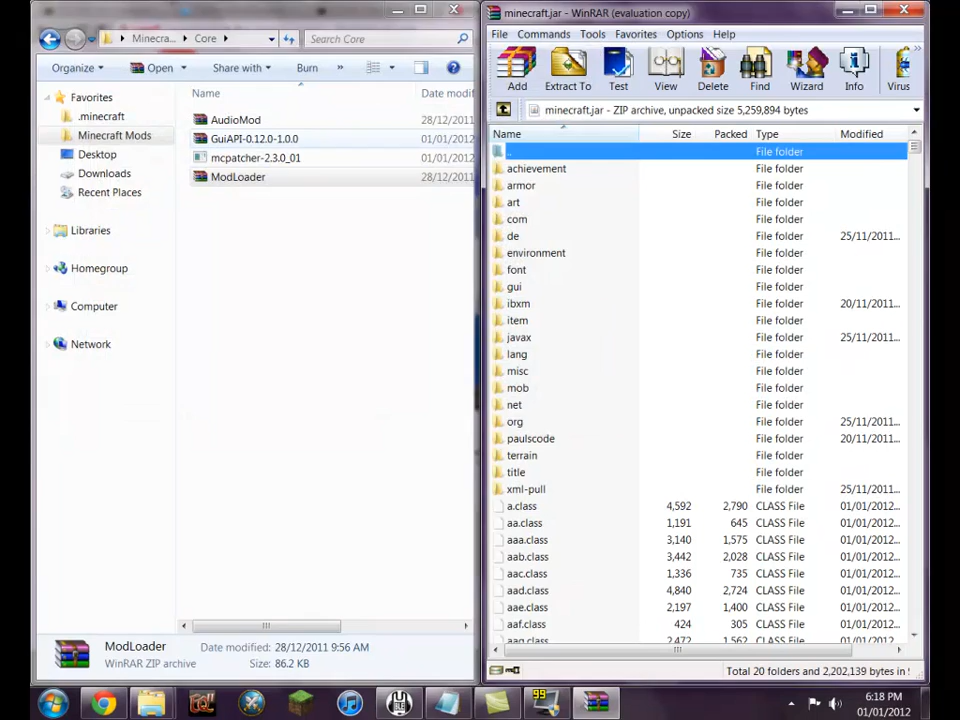 Minecra...
Core
Search Core
Organize
Open
Share with
Burn
»
Name
Date modif
Favorites
.minecraft
Minecraft Mods
Desktop
Downloads
Recent Places
Libraries
Homegroup
Computer
Network
AudioMod
28/12/2011
GuiAPI-0.12.0-1.0.0
01/01/2012
mcpatcher-2.3.0_01
01/01/2012
ModLoader
28/12/2011
ModLoader
Date modified: 28/12/2011 9:56 AM
WinRAR ZIP archive
Size: 86.2 KB
minecraft.jar - WinRAR (evaluation copy)
File Commands Tools Favorites Options Help
Add Extract To Test View Delete Find Wizard Info Virus
minecraft.jar - ZIP archive, unpacked size 5,259,894 bytes
Name Size Packed Type Modified
.. File folder
achievement File folder
armor File folder
art File folder
com File folder
de File folder 25/11/2011...
environment File folder
font File folder
gui File folder
ibxm File folder 20/11/2011...
item File folder
javax File folder 25/11/2011...
lang File folder
misc File folder
mob File folder
net File folder
org File folder 25/11/2011...
paulscode File folder 20/11/2011...
terrain File folder
title File folder
xml-pull File folder 25/11/2011...
a.class 4,592 2,790 CLASS File 01/01/2012...
aa.class 1,191 645 CLASS File 01/01/2012...
aaa.class 3,140 1,575 CLASS File 01/01/2012...
aab.class 3,442 2,028 CLASS File 01/01/2012...
aac.class 1,336 735 CLASS File 01/01/2012...
aad.class 4,840 2,724 CLASS File 01/01/2012...
aae.class 2,197 1,400 CLASS File 01/01/2012...
aaf.class 424 305 CLASS File 01/01/2012...
aag.class 2,472 1,562 CLASS File 01/01/2012...
Total 20 folders and 2,202,139 bytes in
99
6:18 PM
01/01/2012